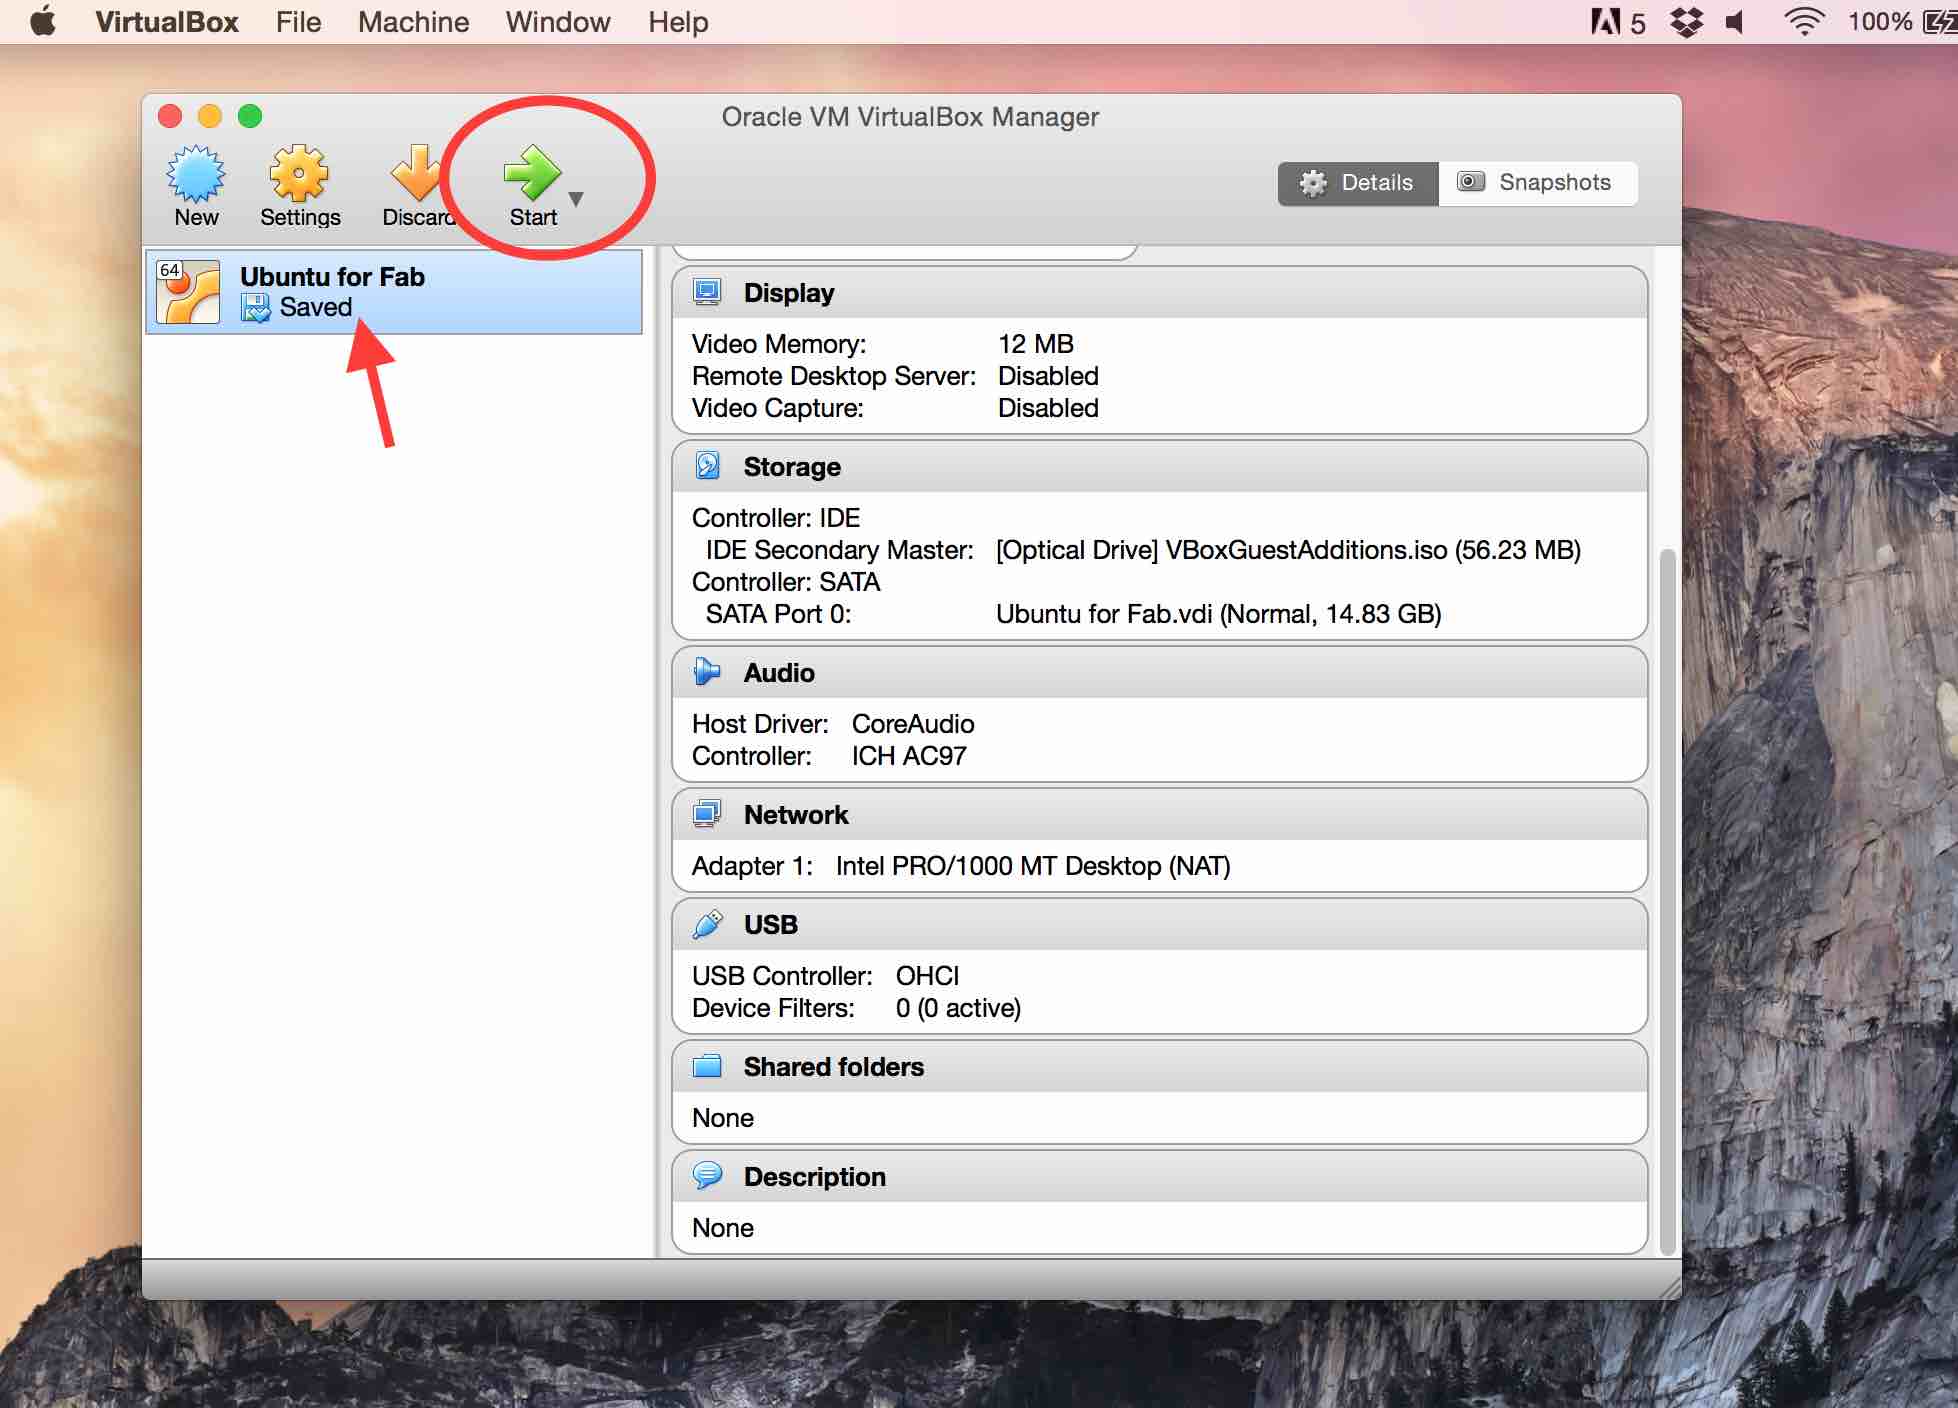 VirtualBox File Machine Window Help 5 100%
Oracle VM VirtualBox Manager
New Settings Discard Start Details Snapshots
64 Ubuntu for Fab
Saved
Display
Video Memory: 12 MB
Remote Desktop Server: Disabled
Video Capture: Disabled
Storage
Controller: IDE
IDE Secondary Master: [Optical Drive] VBoxGuestAdditions.iso (56.23 MB)
Controller: SATA
SATA Port 0: Ubuntu for Fab.vdi (Normal, 14.83 GB)
Audio
Host Driver: CoreAudio
Controller: ICH AC97
Network
Adapter 1: Intel PRO/1000 MT Desktop (NAT)
USB
USB Controller: OHCI
Device Filters: 0 (0 active)
Shared folders
None
Description
None